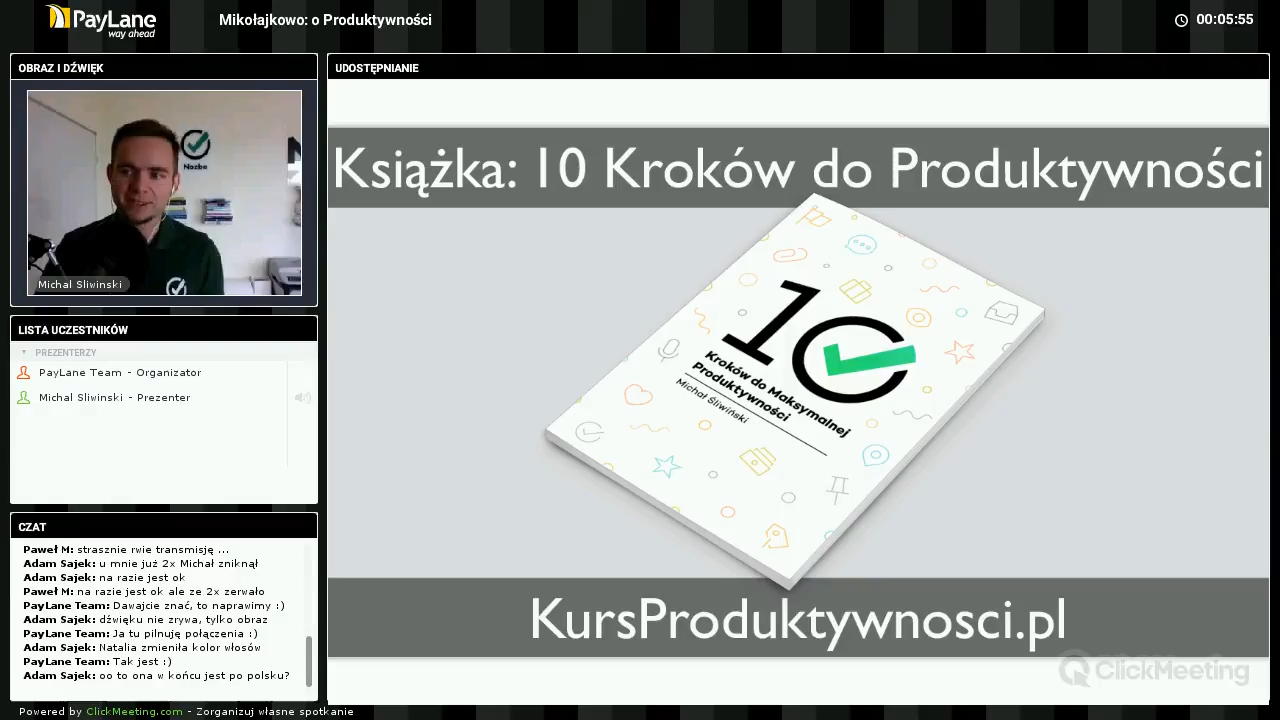 PayLane
way ahead
Mikołajkowo: o Produktywności
00:05:55
OBRAZ I DŹWIĘK
Nozbe
Michal Sliwinski
LISTA UCZESTNIKÓW
PREZENTERZY
PayLane Team - Organizator
Michal Sliwinski - Prezenter
CZAT
Paweł M: strasznie rwie transmisję ...
Adam Sajek: u mnie już 2x Michał zniknął
Adam Sajek: na razie jest ok
Paweł M: na razie jest ok ale ze 2x zerwało
PayLane Team: Dawajcie znać, to naprawimy :)
Adam Sajek: dźwięku nie zrywa, tylko obraz
PayLane Team: Ja tu pilnuję połączenia :)
Adam Sajek: Natalia zmieniła kolor włosów
PayLane Team: Tak jest :)
Adam Sajek: oo to ona w końcu jest po polsku?
UDOSTĘPNIANIE
Książka: 10 Kroków do Produktywności
10
Kroków do Maksymalnej
Produktywności
Michał Śliwiński
KursProduktywnosci.pl
ClickMeeting
Powered by ClickMeeting.com - Zorganizuj własne spotkanie